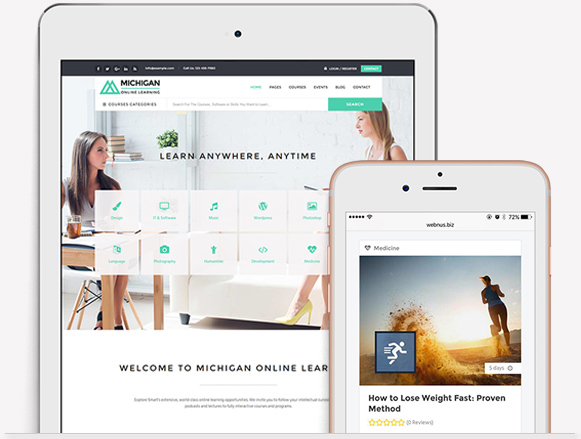 info@example.com Call Us: 123-456-7890 LOGIN / REGISTER CONTACT
MICHIGAN
ONLINE LEARNING
HOME PAGES COURSES EVENTS BLOG CONTACT
COURSES CATEGORIES Search For The Courses, Software or Skills You Want to Learn... SEARCH
LEARN ANYWHERE, ANYTIME
Design IT & Software Music Wordpress Photoshop
Language Photography Humanities Development Medicine
WELCOME TO MICHIGAN ONLINE LEAR
Explore Smart's extensive, world class online learning opportunities. We invite you to follow your intellectual curios
products and lectures to fully interactive courses and programs.
72%
webnus.biz
Medicine
5 days
How to Lose Weight Fast: Proven
Method
(0 Reviews)